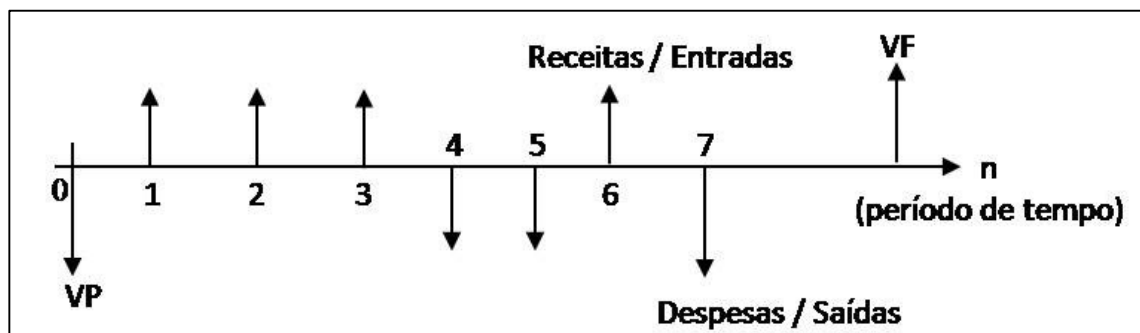 Receitas / Entradas
VF
4 5 7
0 1 2 3 6 n
(período de tempo)
VP
Despesas / Saídas